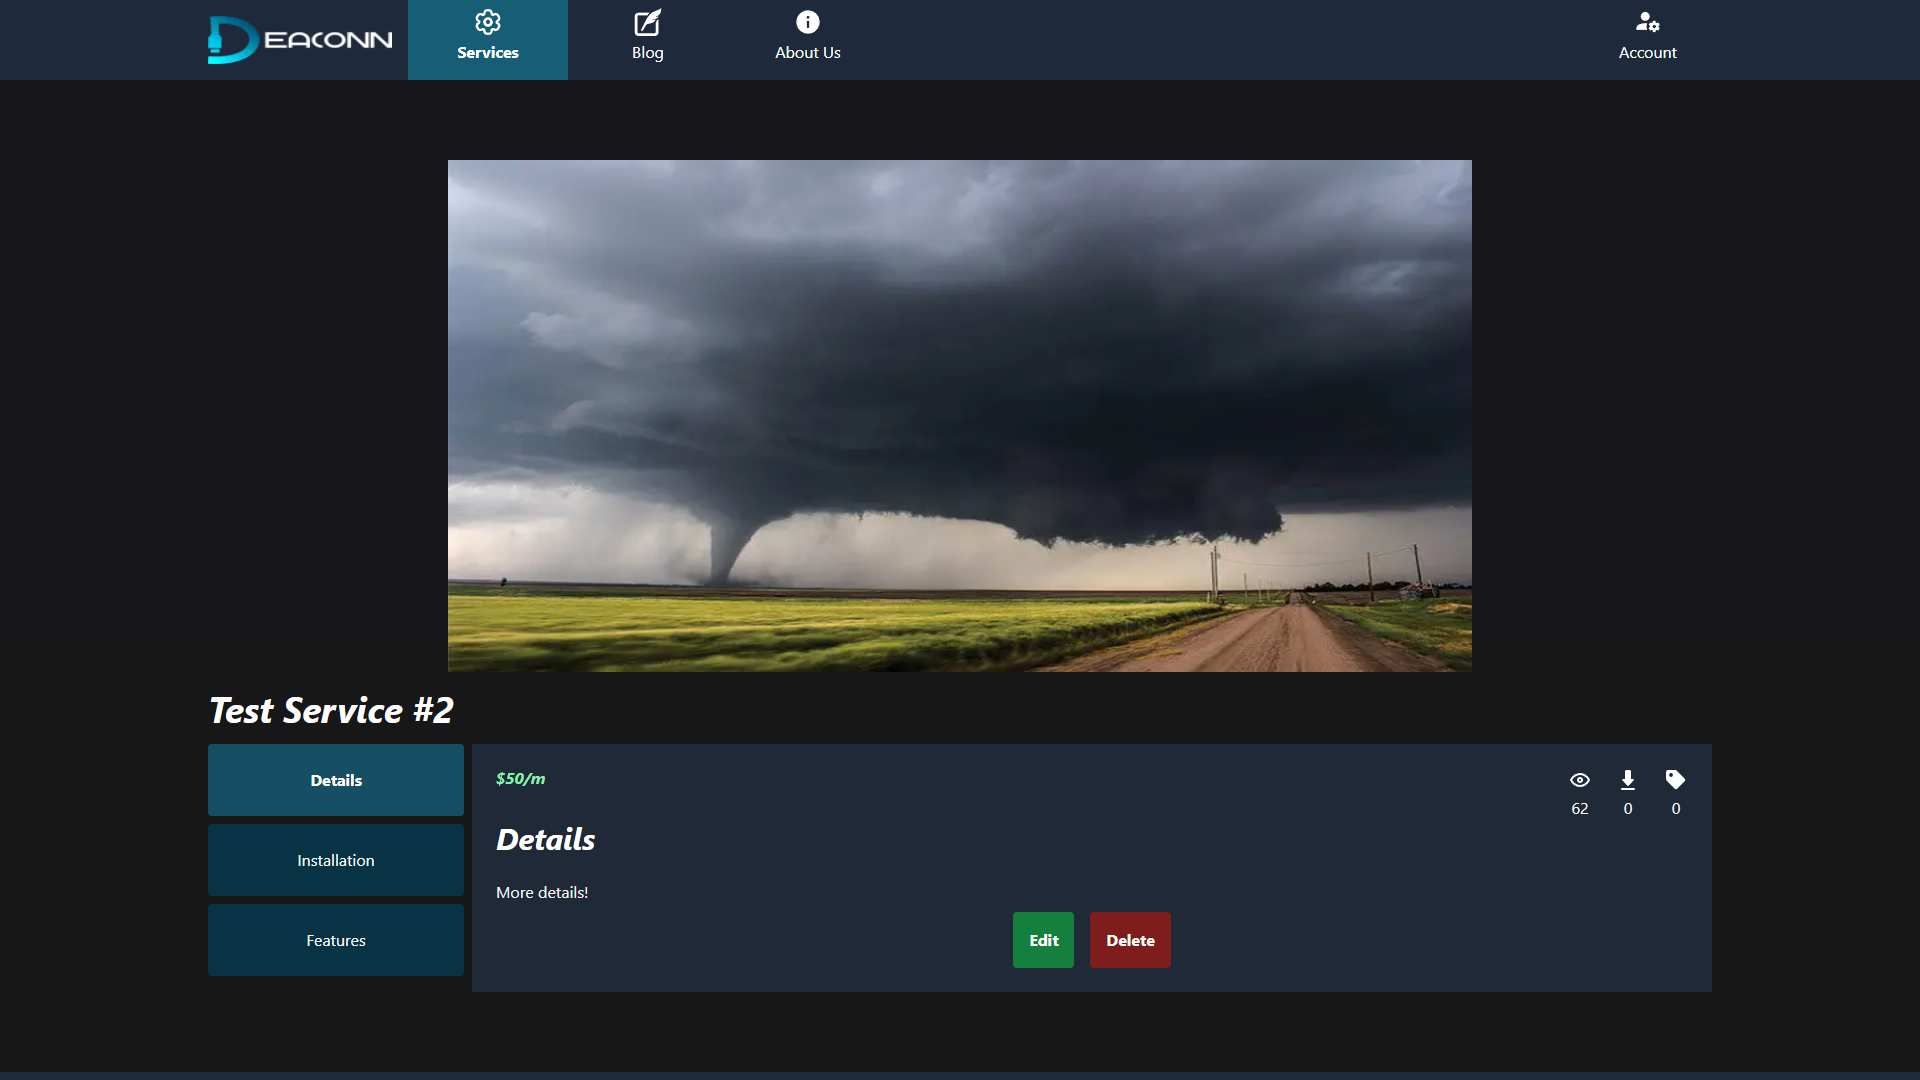 DEACONN
Services
Blog
About Us
Account
Test Service #2
Details
Installation
Features
$50/m
62
0
0
Details
More details!
Edit
Delete